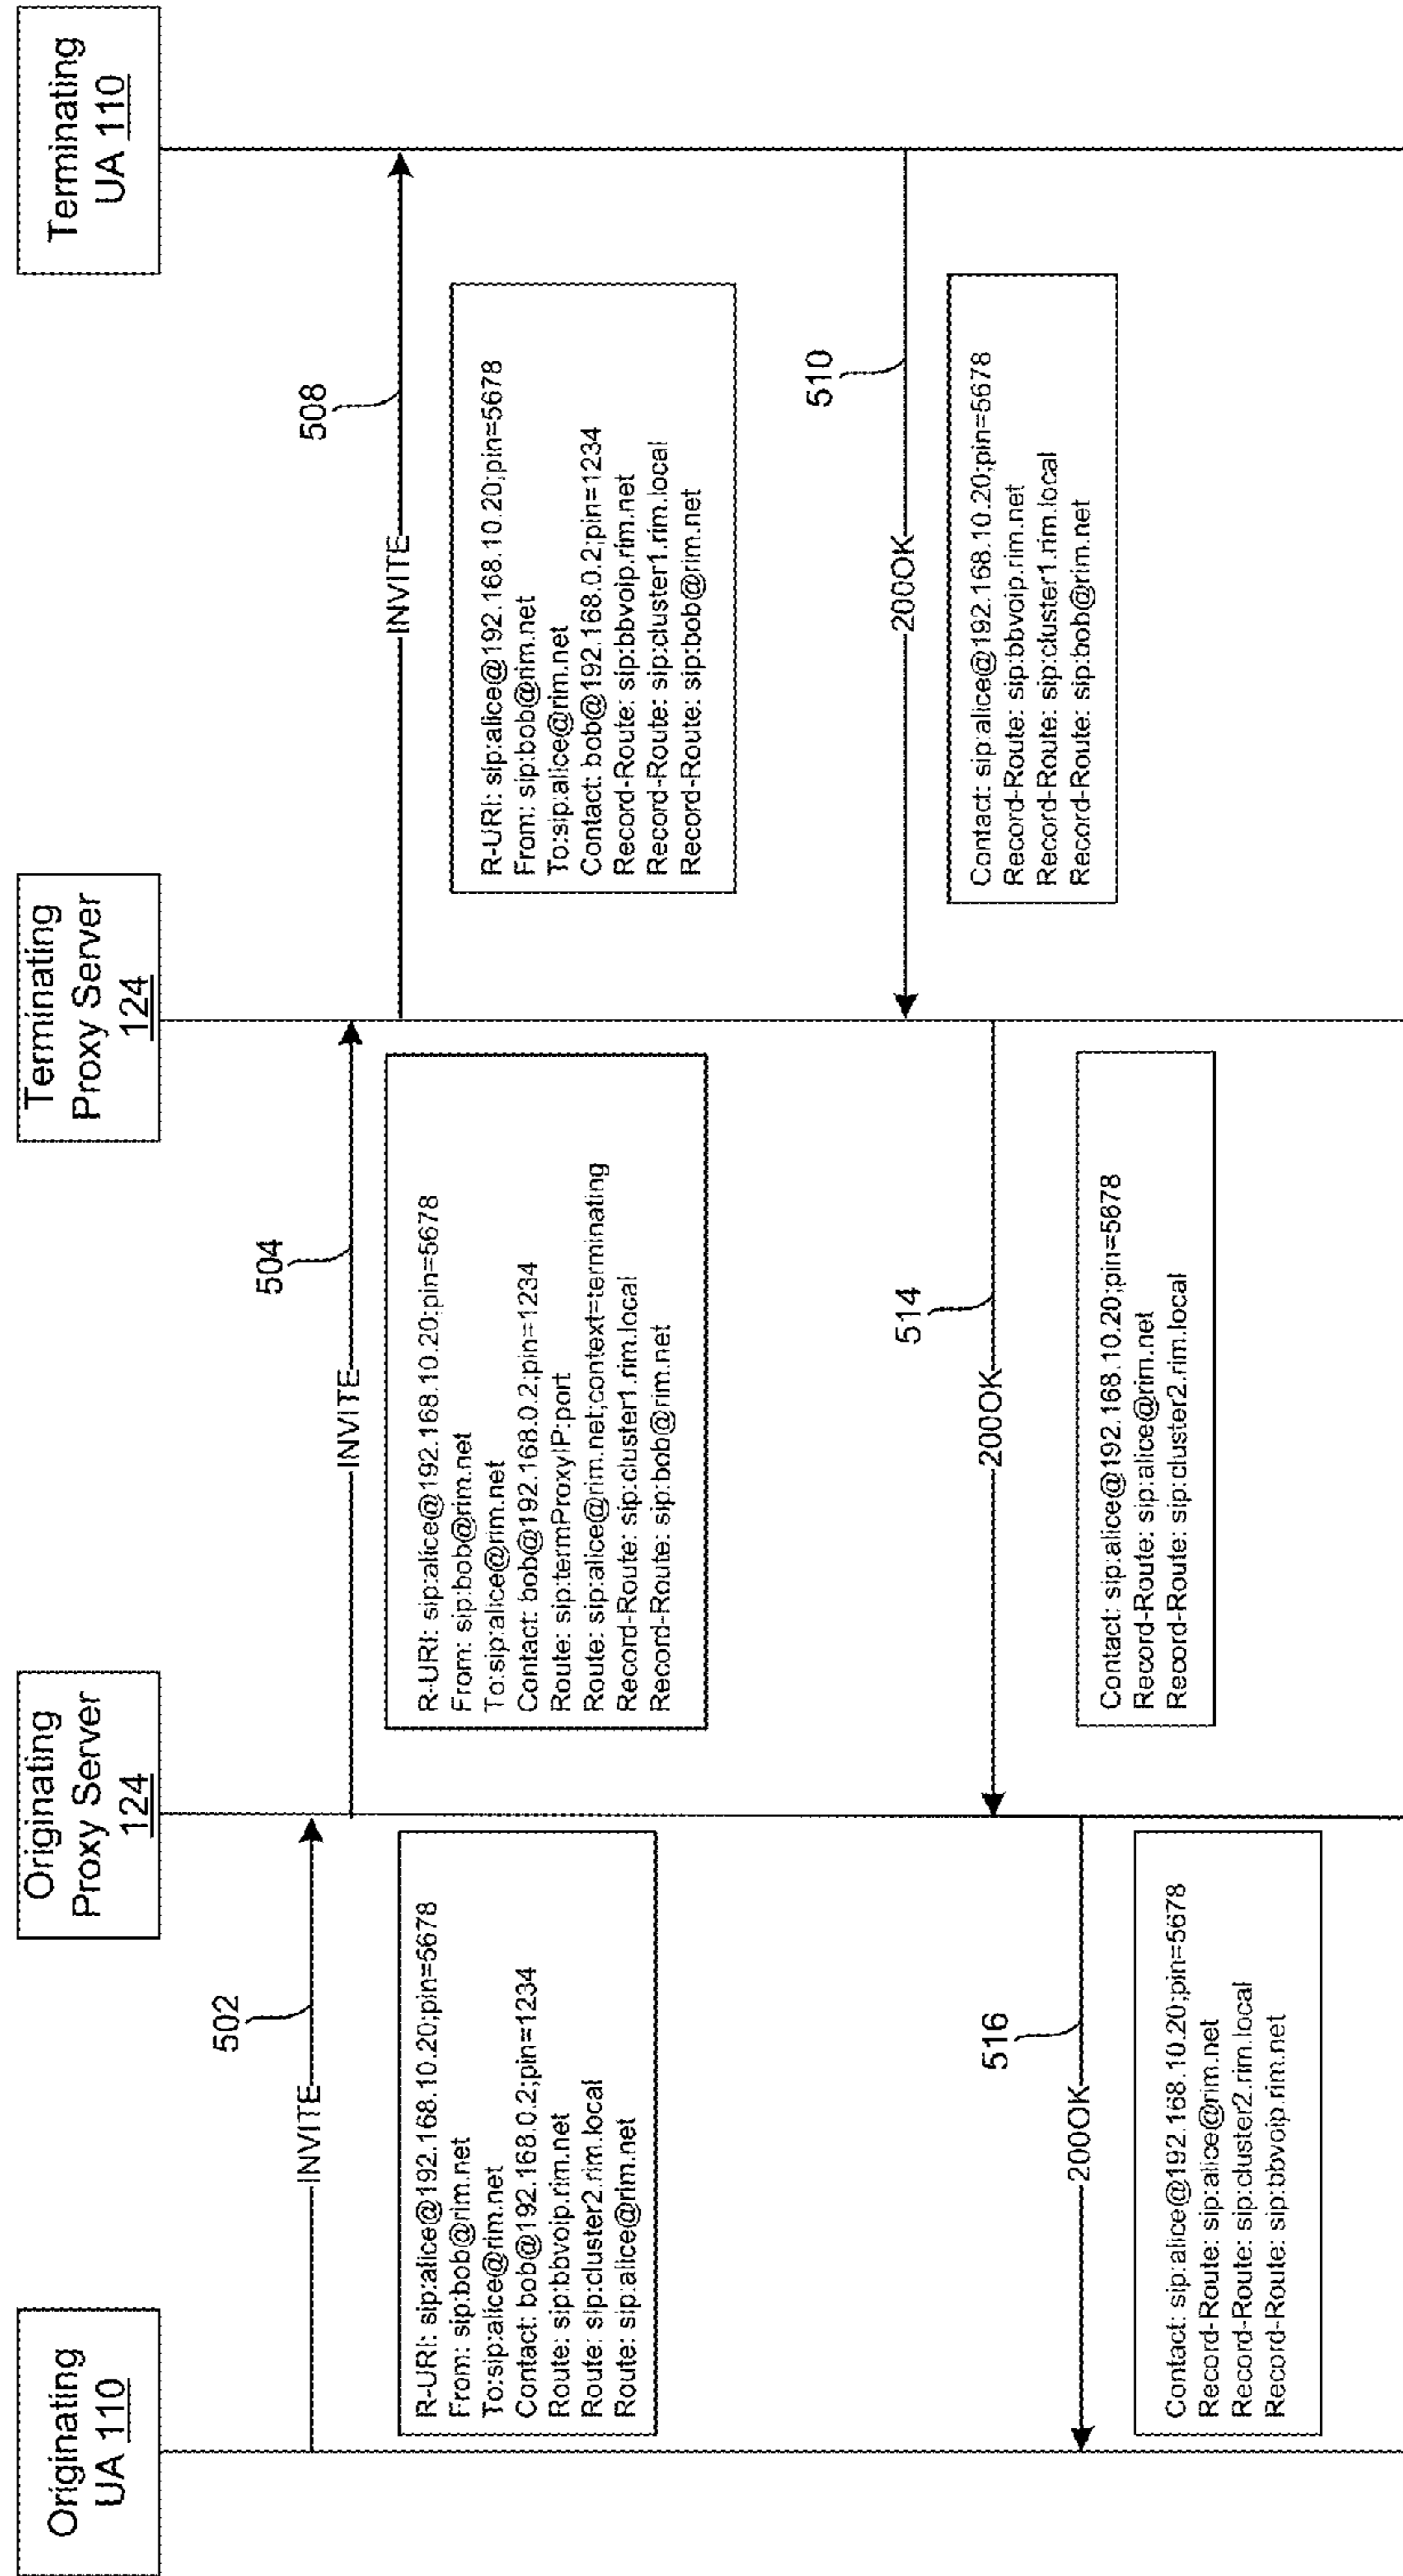 Originating
UA 110
Originating
Proxy Server
124
Terminating
Proxy Server
124
Terminating
UA 110
502
INVITE
R-URI: sip:alice@192.168.10.20;pin=5678
From: sip:bob@rim.net
To:sip:alice@rim.net
Contact: bob@192.168.0.2;pin=1234
Route: sip:bbvoip.rim.net
Route: sip:cluster2.rim.local
Route: sip:alice@rim.net
504
INVITE
R-URI: sip:alice@192.168.10.20;pin=5678
From: sip:bob@rim.net
To:sip:alice@rim.net
Contact: bob@192.168.0.2;pin=1234
Route: sip:termProxyIP:port
Route: sip:alice@rim.net;context=terminating
Record-Route: sip:cluster1.rim.local
Record-Route: sip:bob@rim.net
508
INVITE
R-URI: sip:alice@192.168.10.20;pin=5678
From: sip:bob@rim.net
To:sip:alice@rim.net
Contact: bob@192.168.0.2;pin=1234
Record-Route: sip:bbvoip.rim.net
Record-Route: sip:cluster1.rim.local
Record-Route: sip:bob@rim.net
510
200OK
Contact: sip:alice@192.168.10.20;pin=5678
Record-Route: sip:bbvoip.rim.net
Record-Route: sip:cluster1.rim.local
Record-Route: sip:bob@rim.net
514
200OK
Contact: sip:alice@192.168.10.20;pin=5678
Record-Route: sip:alice@rim.net
Record-Route: sip:cluster2.rim.local
516
200OK
Contact: sip:alice@192.168.10.20;pin=5678
Record-Route: sip:alice@rim.net
Record-Route: sip:cluster2.rim.local
Record-Route: sip:bbvoip.rim.net